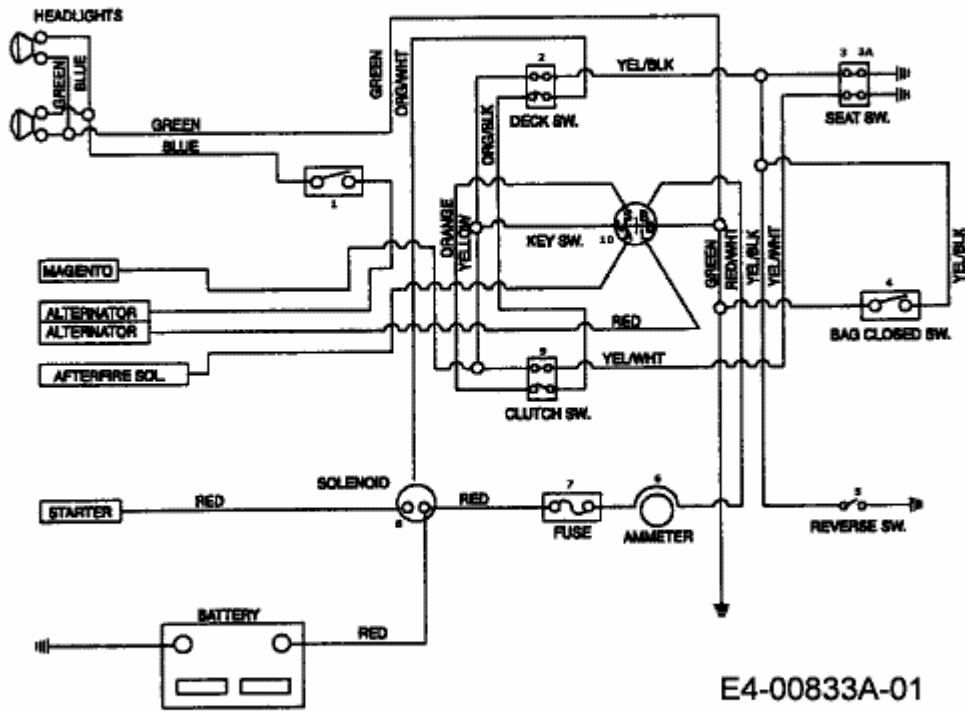 HEADLIGHTS
GREEN
BLUE
GREEN
ORG/WHT
2
DECK SW.
YEL/BLK
3 3A
SEAT SW.
GREEN
BLUE
1
ORG/BLK
ORANGE
YELLOW
KEY SW.
10
GREEN
RED/WHT
YEL/BLK
YEL/WHT
YEL/BLK
4
BAG CLOSED SW.
MAGENTO
ALTERNATOR
ALTERNATOR
RED
AFTERFIRE SOL.
9
YEL/WHT
CLUTCH SW.
SOLENOID
8
STARTER
RED
RED
7
FUSE
6
AMMETER
5
REVERSE SW.
BATTERY
RED
E4-00833A-01